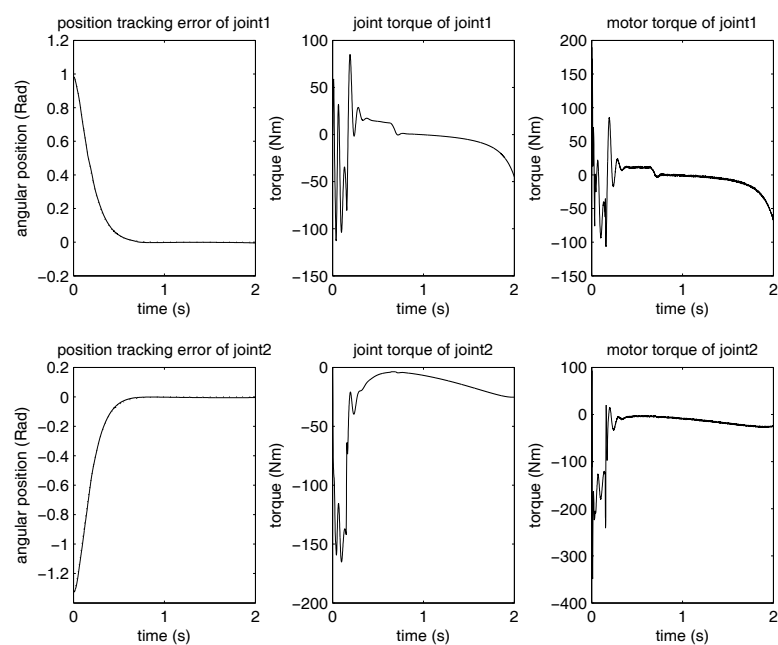 position tracking error of joint1
1.2
1
0.8
0.6
0.4
0.2
0
−0.2
angular position (Rad)
0 1 2
time (s)
joint torque of joint1
100
50
0
−50
−100
−150
torque (Nm)
0 1 2
time (s)
motor torque of joint1
200
150
100
50
0
−50
−100
−150
torque (Nm)
0 1 2
time (s)
position tracking error of joint2
0.2
0
−0.2
−0.4
−0.6
−0.8
−1
−1.2
angular position (Rad)
0 1 2
time (s)
joint torque of joint2
0
−50
−100
−150
−200
torque (Nm)
0 1 2
time (s)
motor torque of joint2
100
0
−100
−200
−300
−400
torque (Nm)
0 1 2
time (s)